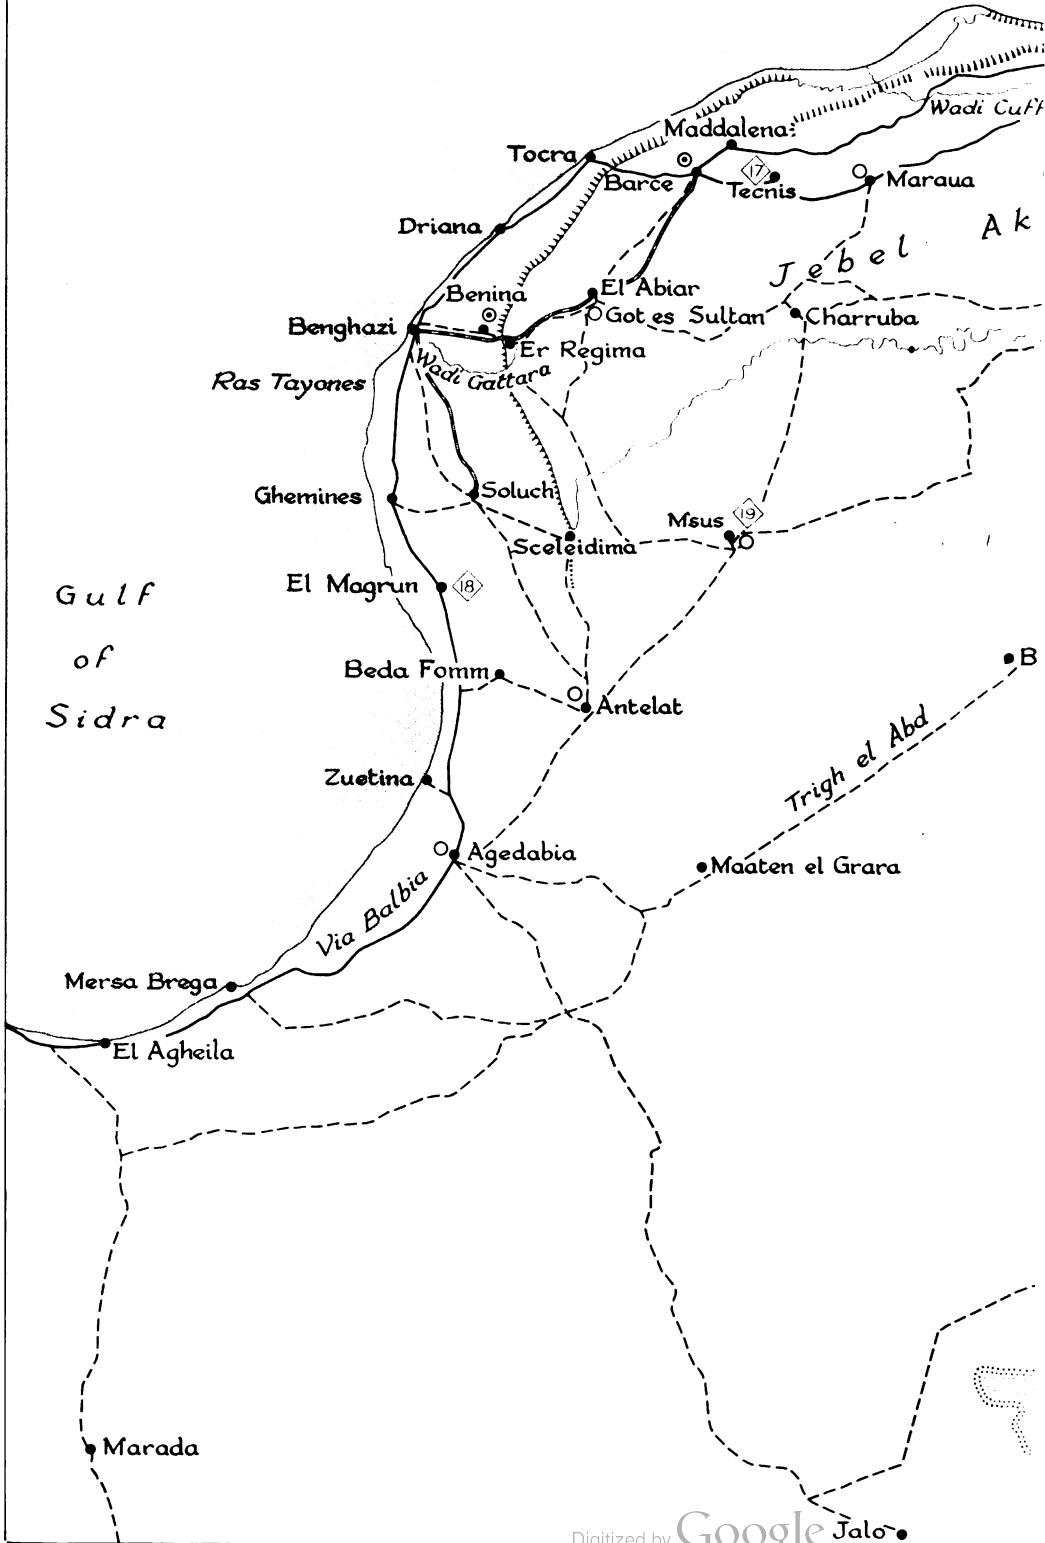 Wadi Cuff
Maddalena
Tocra
Barce
17
Tecnis
Maraua
Driana
Jebel Ak
Benina
El Abiar
Got es Sultan
Charruba
Benghazi
Er Regima
Wadi Gattara
Ras Tayones
Ghemines
Soluch
Msus
19
Sceleidima
El Magrun
18
Gulf
of
Sidra
Beda Fomm
B
Antelat
Trigh el Abd
Zuetina
Agedabia
Maaten el Grara
Via Balbia
Mersa Brega
El Agheila
Marada
Jalo
Digitized by Google